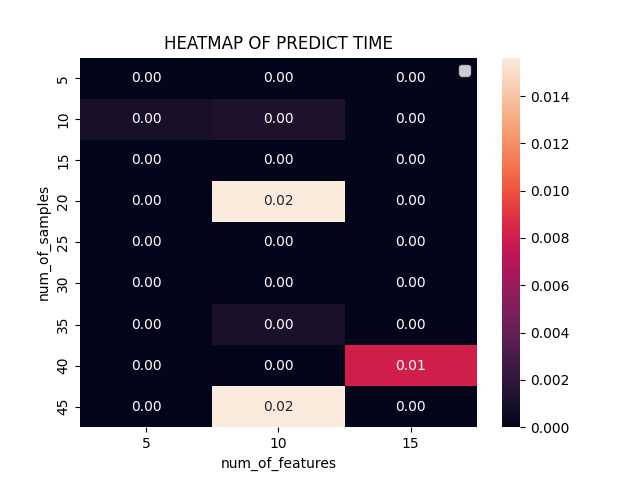 HEATMAP OF PREDICT TIME
5 0.00 0.00 0.00
10 0.00 0.00 0.00
15 0.00 0.00 0.00
20 0.00 0.02 0.00
25 0.00 0.00 0.00
30 0.00 0.00 0.00
35 0.00 0.00 0.00
40 0.00 0.00 0.01
45 0.00 0.02 0.00
num_of_samples
5 10 15
num_of_features
0.014
0.012
0.010
0.008
0.006
0.004
0.002
0.000